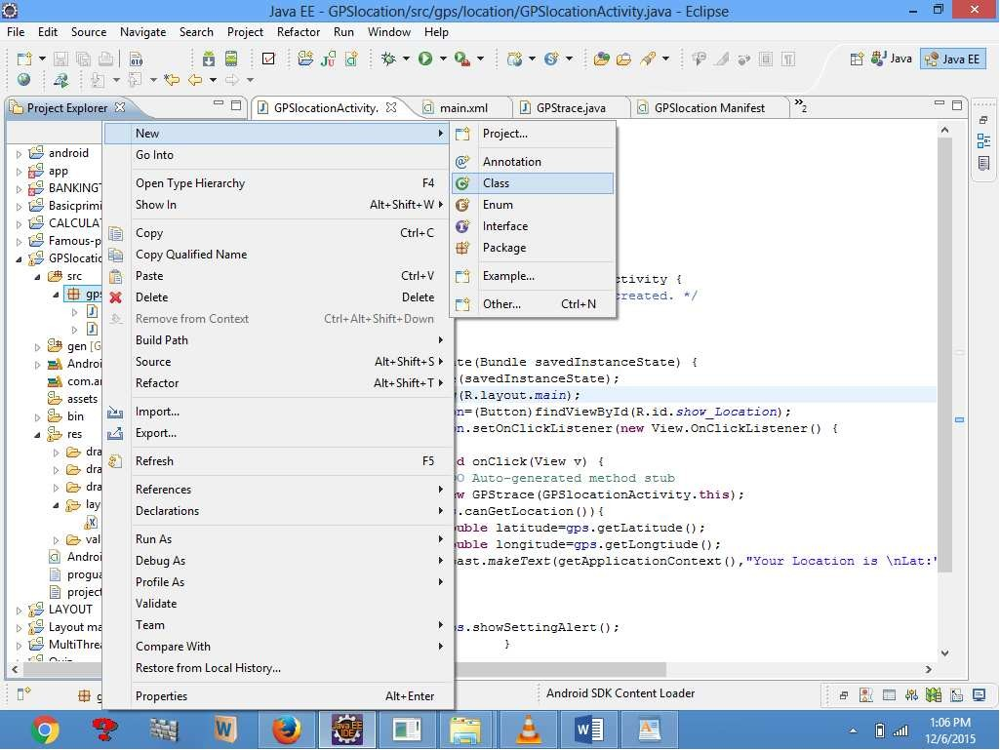 Java EE - GPSlocation/src/gps/location/GPSlocationActivity.java - Eclipse
File Edit Source Navigate Search Project Refactor Run Window Help
Java Java EE
Project Explorer
GPSlocationActivity. main.xml GPStrace.java GPSlocation Manifest »2
android
app
BANKINGT
Basicprimi
CALCULAT
Famous-p
GPSlocatio
src
gps
gen [G
Androi
com.an
assets
bin
res
dra
dra
dra
lay
val
Androi
progua
project
LAYOUT
Layout ma
MultiThrea
New
Go Into
Open Type Hierarchy F4
Show In Alt+Shift+W
Copy Ctrl+C
Copy Qualified Name
Paste Ctrl+V
Delete Delete
Remove from Context Ctrl+Alt+Shift+Down
Build Path
Source Alt+Shift+S
Refactor Alt+Shift+T
Import...
Export...
Refresh F5
References
Declarations
Run As
Debug As
Profile As
Validate
Team
Compare With
Restore from Local History...
Properties Alt+Enter
Project...
Annotation
Class
Enum
Interface
Package
Example...
Other... Ctrl+N
ctivity {
created. */
te(Bundle savedInstanceState) {
(savedInstanceState);
(R.layout.main);
n=(Button)findViewById(R.id.show_Location);
n.setOnClickListener(new View.OnClickListener() {
d onClick(View v) {
O Auto-generated method stub
w GPStrace(GPSlocationActivity.this);
.canGetLocation()){
uble latitude=gps.getLatitude();
uble longitude=gps.getLongtiude();
ast.makeText(getApplicationContext(),"Your Location is \nLat:"
s.showSettingAlert();
}
g
Android SDK Content Loader
Java EE
IDE
1:06 PM
12/6/2015